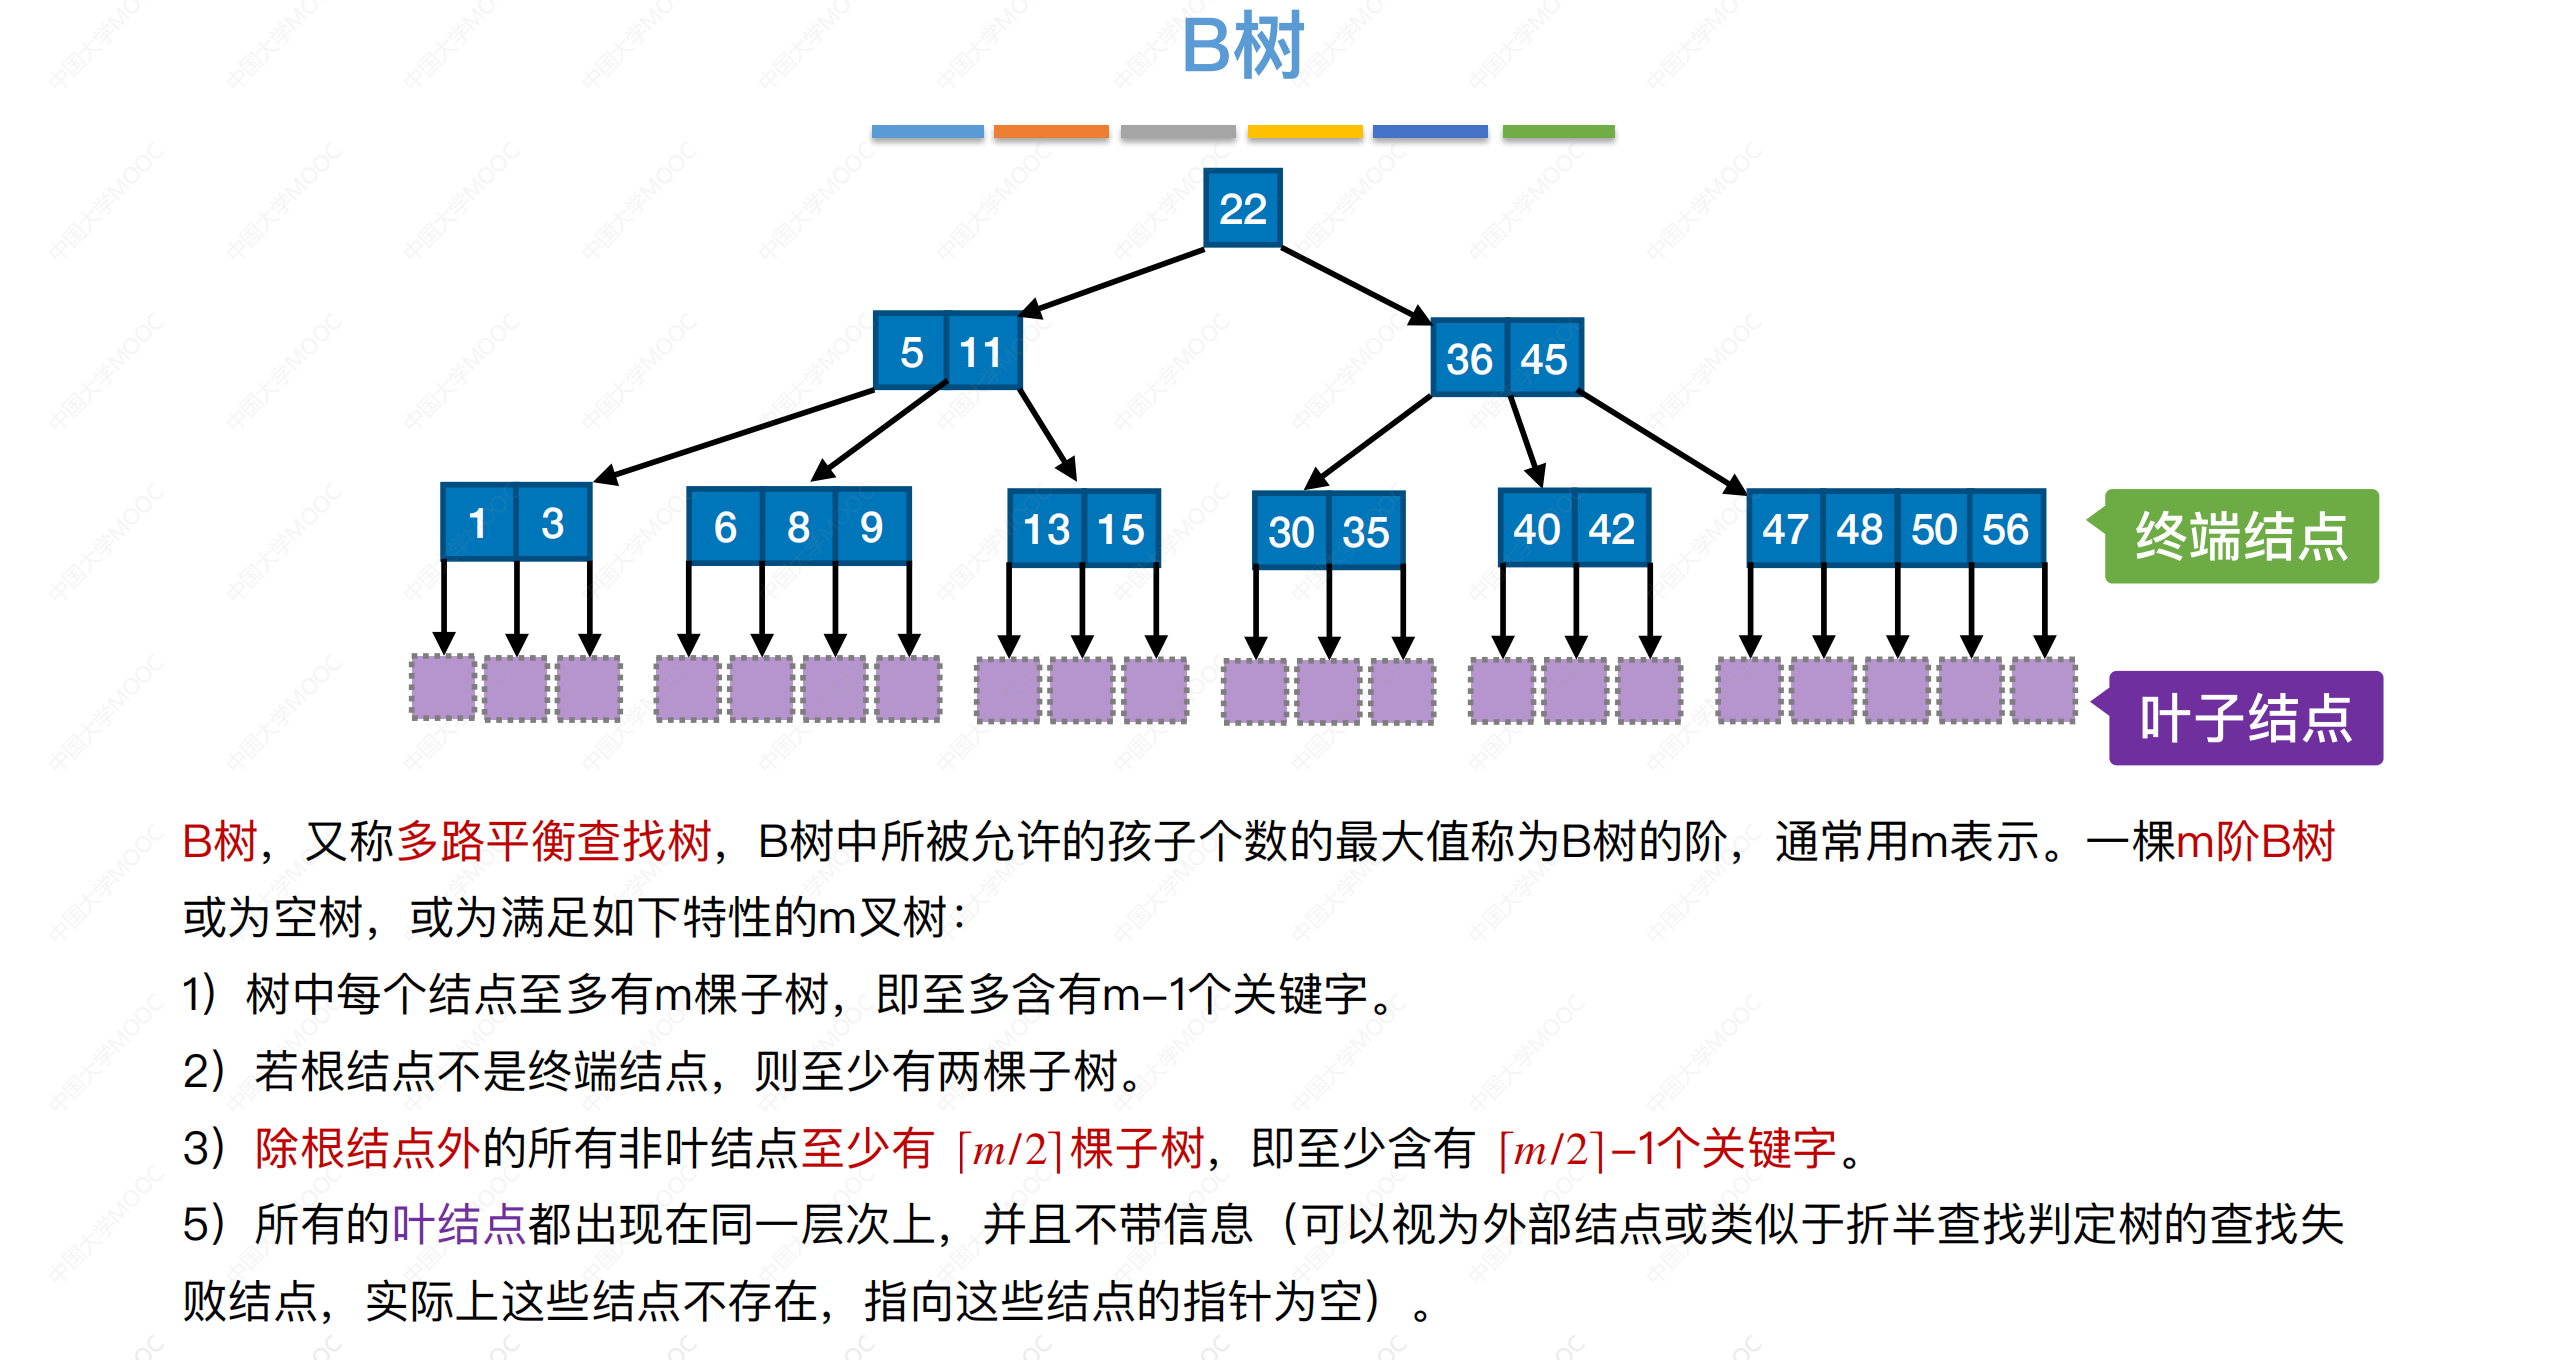 B树
22
5 11
36 45
1 3
6 8 9
13 15
30 35
40 42
47 48 50 56
终端结点
叶子结点
B树，又称多路平衡查找树，B树中所被允许的孩子个数的最大值称为B树的阶，通常用m表示。一棵m阶B树
或为空树，或为满足如下特性的m叉树：
1）树中每个结点至多有m棵子树，即至多含有m-1个关键字。
2）若根结点不是终端结点，则至少有两棵子树。
3）除根结点外的所有非叶结点至少有 ⌈m/2⌉棵子树，即至少含有 ⌈m/2⌉-1个关键字。
5）所有的叶结点都出现在同一层次上，并且不带信息（可以视为外部结点或类似于折半查找判定树的查找失
败结点，实际上这些结点不存在，指向这些结点的指针为空）。
中国大学MOOC